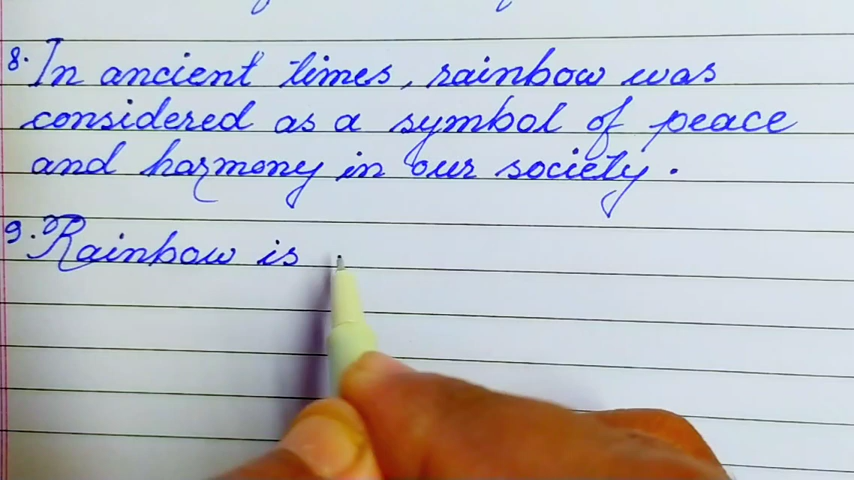 8. In ancient times, rainbow was
considered as a symbol of peace
and harmony in our society.
9. Rainbow is